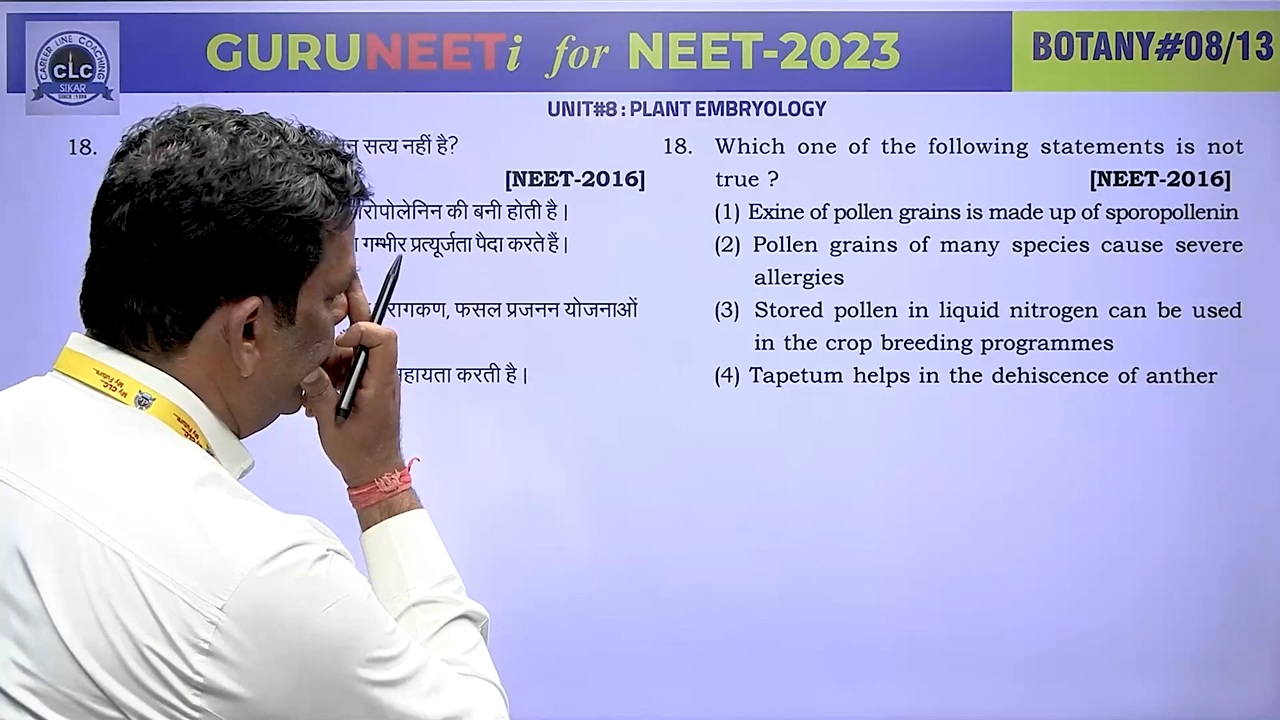 GURUNEETi for NEET-2023
BOTANY#08/13
CAREER LINE COACHING
CLC
SIKAR
UNIT#8 : PLANT EMBRYOLOGY
18.
सत्य नहीं है?
[NEET-2016]
की बनी होती है।
गम्भीर प्रत्यूर्जता पैदा करते हैं।
फसल प्रजनन योजनाओं
करती है।
18. Which one of the following statements is not
true ? [NEET-2016]
(1) Exine of pollen grains is made up of sporopollenin
(2) Pollen grains of many species cause severe
allergies
(3) Stored pollen in liquid nitrogen can be used
in the crop breeding programmes
(4) Tapetum helps in the dehiscence of anther